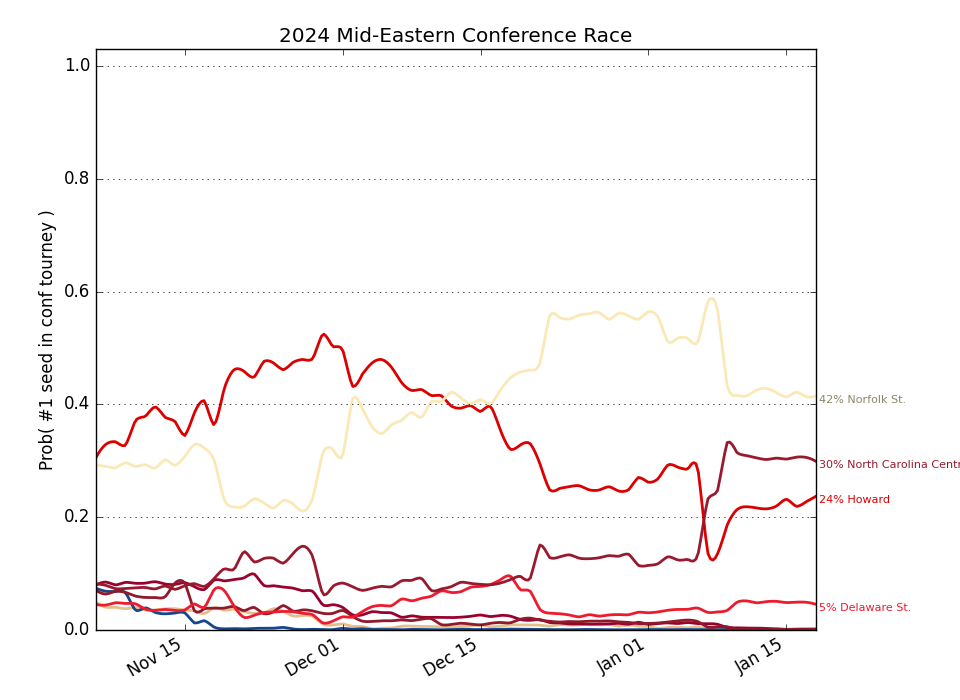 2024 Mid-Eastern Conference Race
Prob( #1 seed in conf tourney )
1.0
0.8
0.6
0.4
0.2
0.0
Nov 15
Dec 01
Dec 15
Jan 01
Jan 15
42% Norfolk St.
30% North Carolina Centr
24% Howard
5% Delaware St.